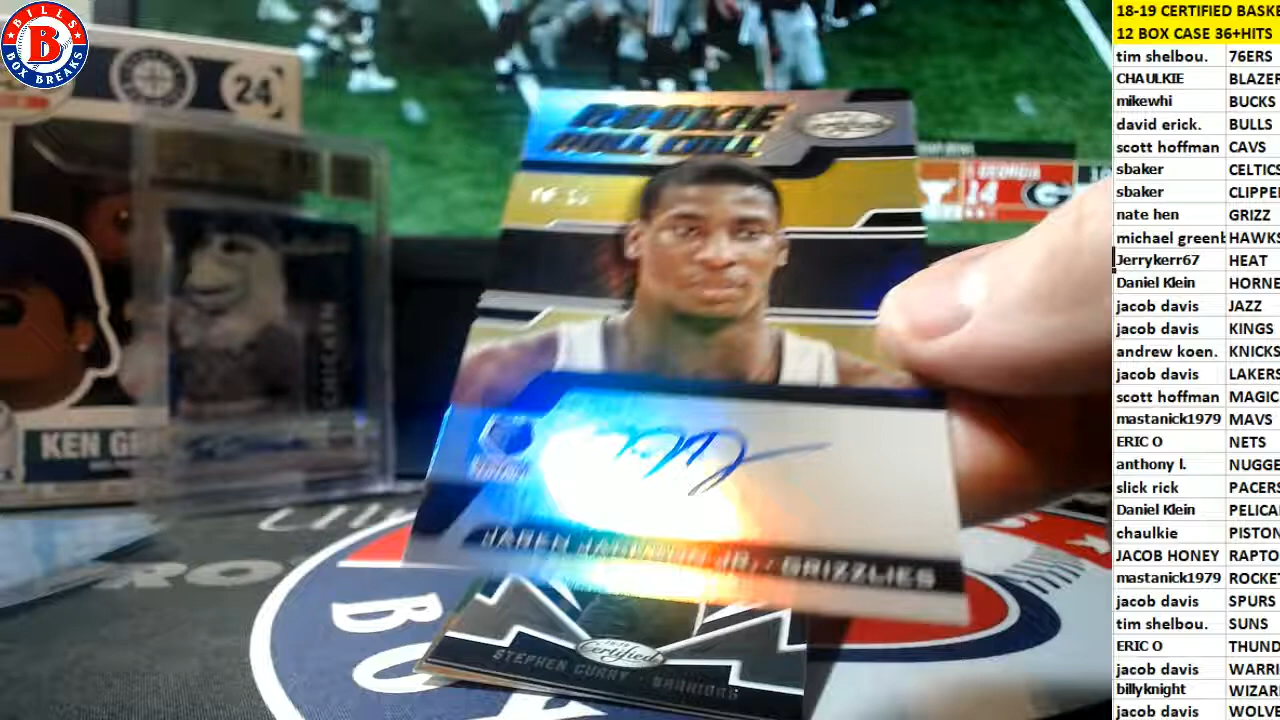 BILLS
B
BOX BREAKS
24
KEN G
CHICKEN
ROOKIE
ROLL CALL
GEORGIA
14
G
JAREN JACKSON JR. / GRIZZLIES
Certified
STEPHEN CURRY - WARRIORS
BO
18-19 CERTIFIED BASKE
12 BOX CASE 36+HITS
tim shelbou. 76ERS
CHAULKIE BLAZER
mikewhi BUCKS
david erick. BULLS
scott hoffman CAVS
sbaker CELTICS
sbaker CLIPPE
nate hen GRIZZ
michael greenb HAWKS
Jerrykerr67 HEAT
Daniel Klein HORNE
jacob davis JAZZ
jacob davis KINGS
andrew koen. KNICKS
jacob davis LAKERS
scott hoffman MAGIC
mastanick1979 MAVS
ERIC O NETS
anthony l. NUGGE
slick rick PACERS
Daniel Klein PELICA
chaulkie PISTON
JACOB HONEY RAPTO
mastanick1979 ROCKET
jacob davis SPURS
tim shelbou. SUNS
ERIC O THUND
jacob davis WARRI
billyknight WIZAR
jacob davis WOLVE